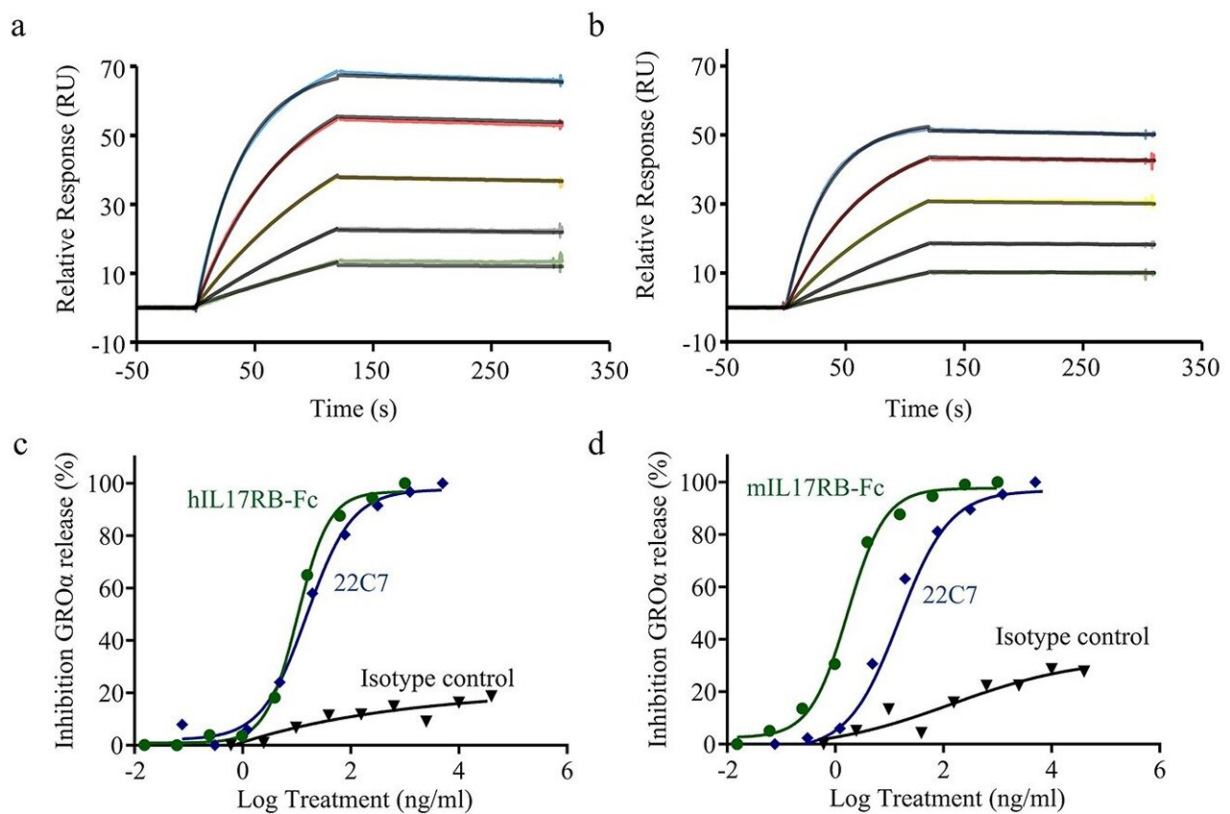 a
70
50
30
10
-10
-50
50
150
250
350
Relative Response (RU)
Time (s)
b
70
50
30
10
-10
-50
50
150
250
350
Relative Response (RU)
Time (s)
c
100
80
60
40
20
0
-2
0
2
4
6
Inhibition GROα release (%)
hIL17RB-Fc
22C7
Isotype control
Log Treatment (ng/ml)
d
100
80
60
40
20
0
-2
0
2
4
6
Inhibition GROα release (%)
mIL17RB-Fc
22C7
Isotype control
Log Treatment (ng/ml)